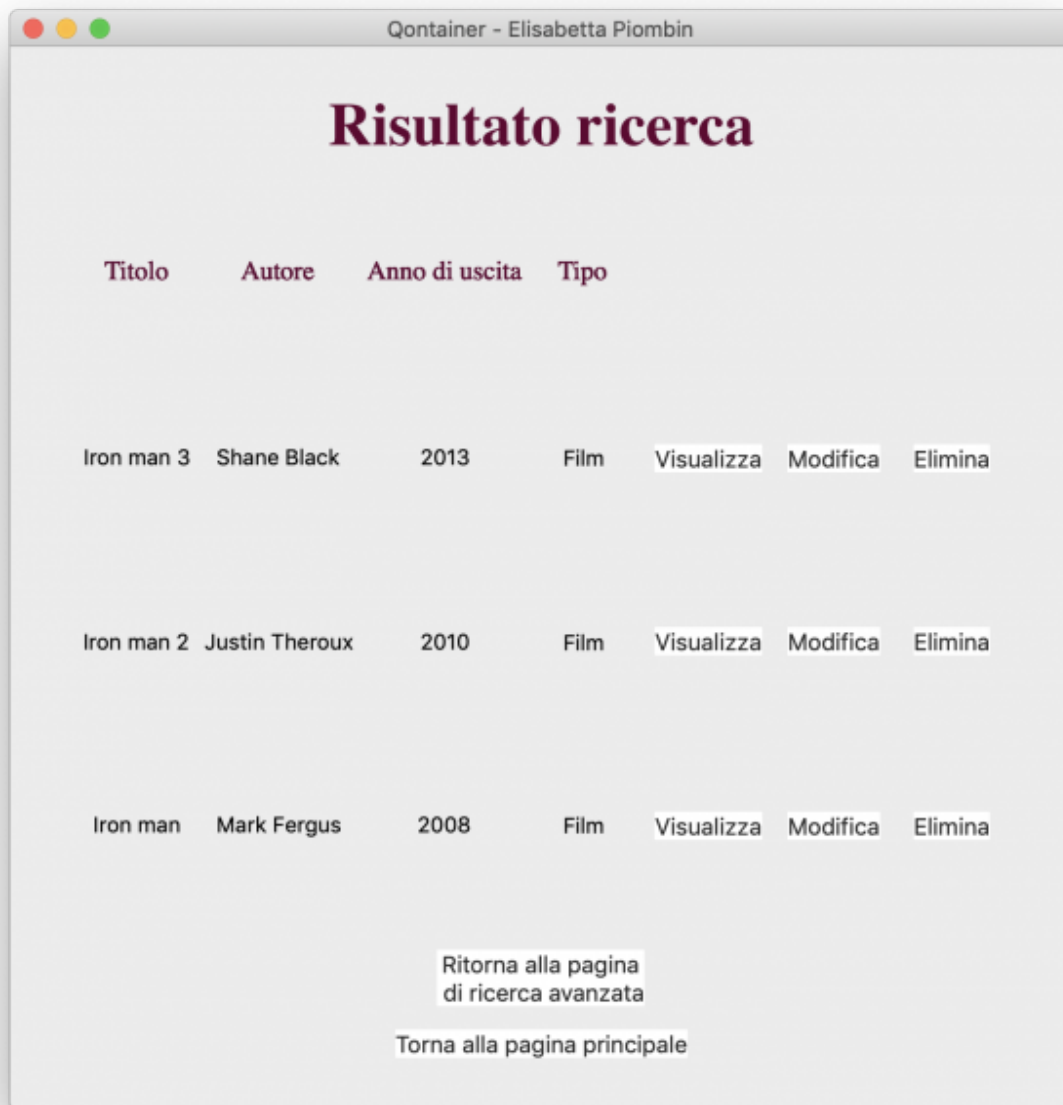 Qontainer - Elisabetta Piombin
Risultato ricerca
Titolo Autore Anno di uscita Tipo
Iron man 3 Shane Black 2013 Film Visualizza Modifica Elimina
Iron man 2 Justin Theroux 2010 Film Visualizza Modifica Elimina
Iron man Mark Fergus 2008 Film Visualizza Modifica Elimina
Ritorna alla pagina
di ricerca avanzata
Torna alla pagina principale